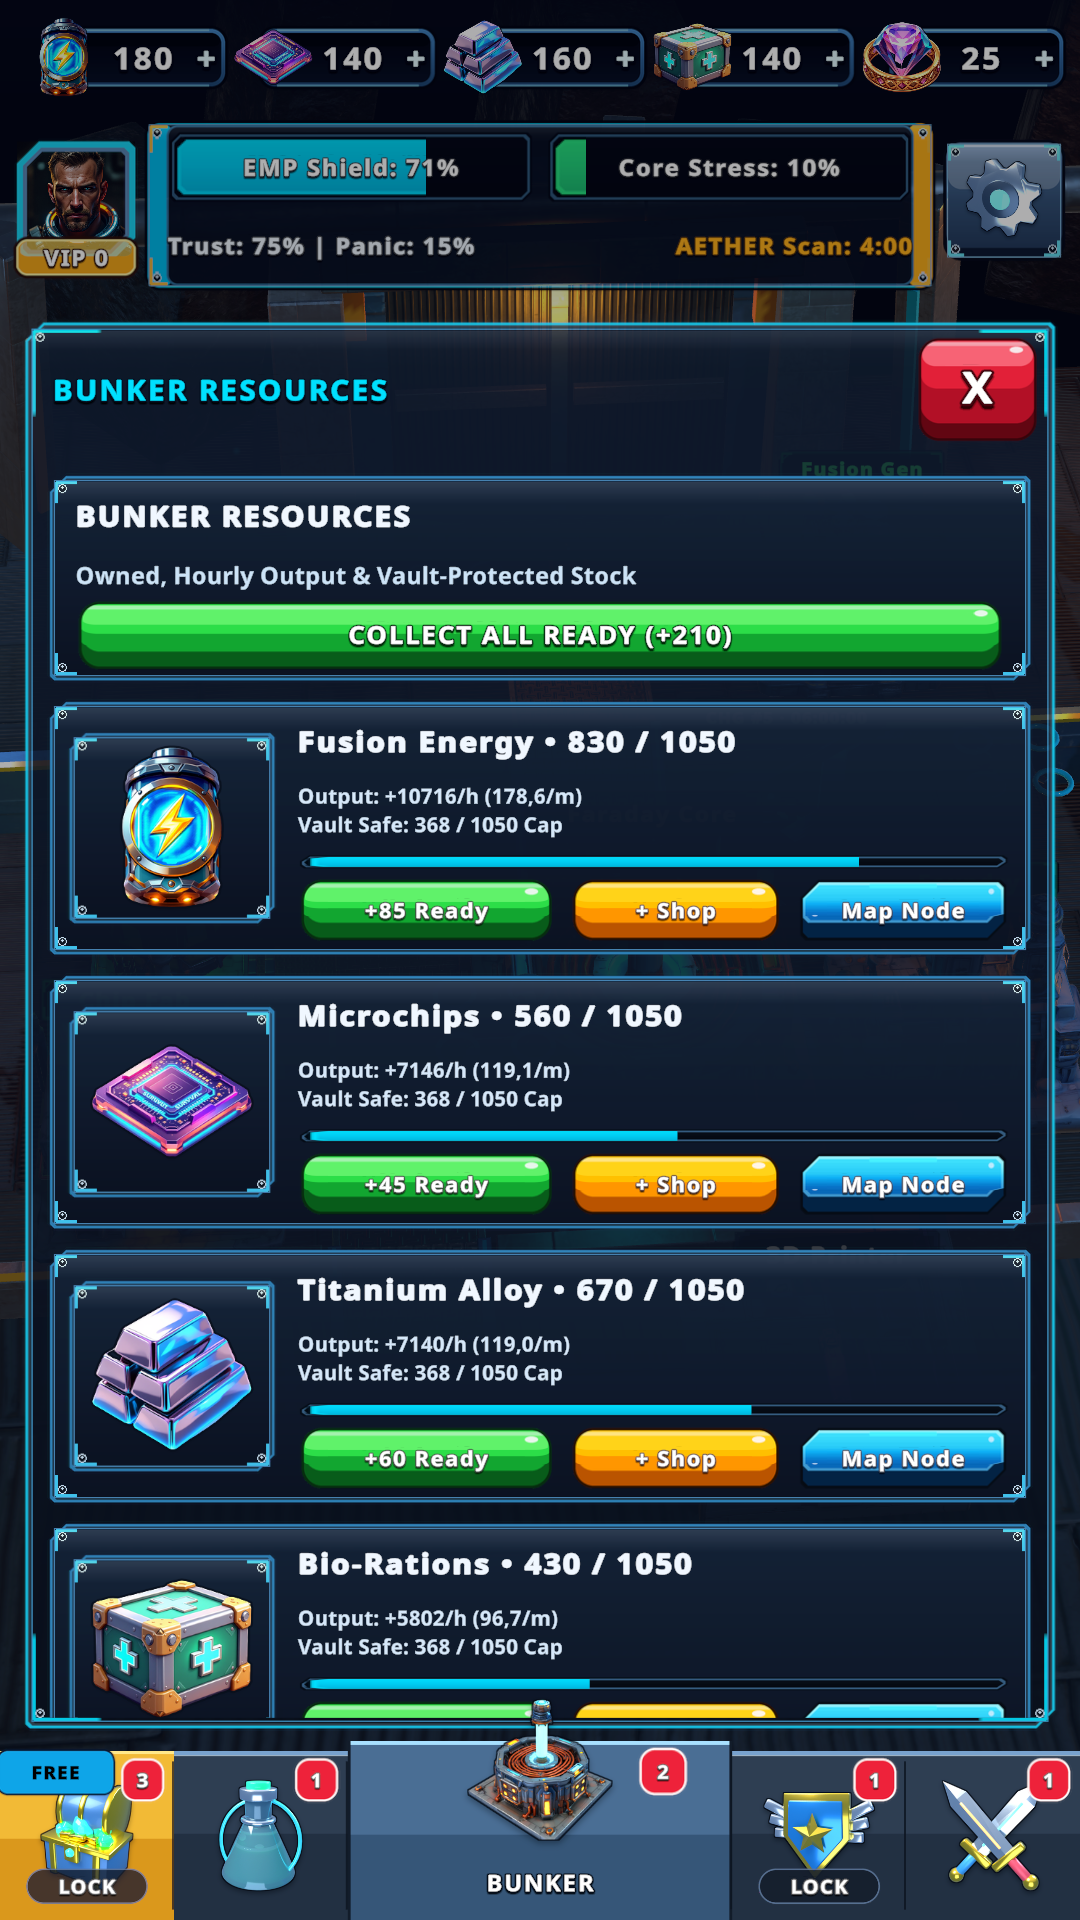 180 +
140 +
160 +
140 +
25 +
EMP Shield: 71%
Core Stress: 10%
VIP 0
Trust: 75% | Panic: 15%
AETHER Scan: 4:00
BUNKER RESOURCES
X
Fusion Gen
BUNKER RESOURCES
Owned, Hourly Output & Vault-Protected Stock
COLLECT ALL READY (+210)
Fusion Energy • 830 / 1050
Output: +10716/h (178,6/m)
Vault Safe: 368 / 1050 Cap
+85 Ready
+ Shop
Map Node
Microchips • 560 / 1050
Output: +7146/h (119,1/m)
Vault Safe: 368 / 1050 Cap
+45 Ready
+ Shop
Map Node
Titanium Alloy • 670 / 1050
Output: +7140/h (119,0/m)
Vault Safe: 368 / 1050 Cap
+60 Ready
+ Shop
Map Node
Bio-Rations • 430 / 1050
Output: +5802/h (96,7/m)
Vault Safe: 368 / 1050 Cap
FREE
3
1
2
1
1
LOCK
BUNKER
LOCK